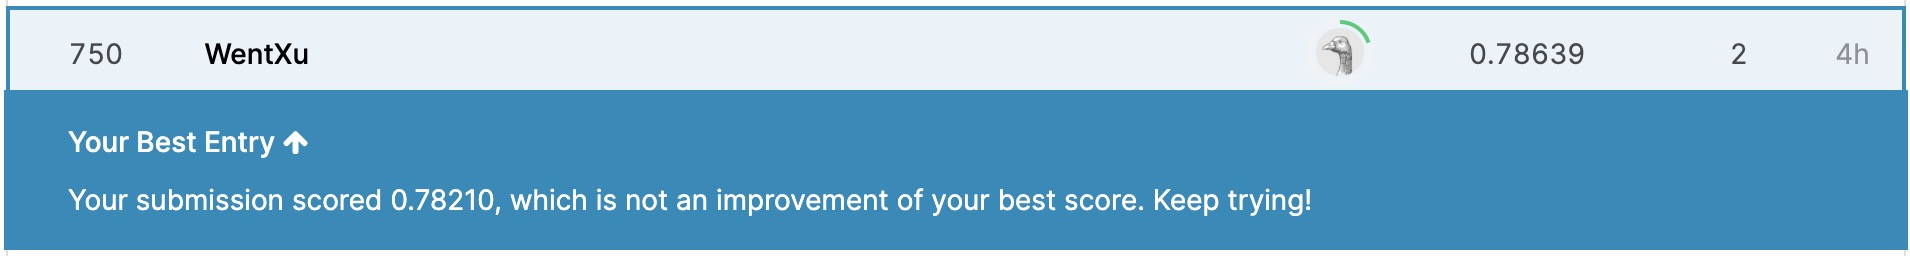 750 WentXu 0.78639 2 4h
Your Best Entry
Your submission scored 0.78210, which is not an improvement of your best score. Keep trying!